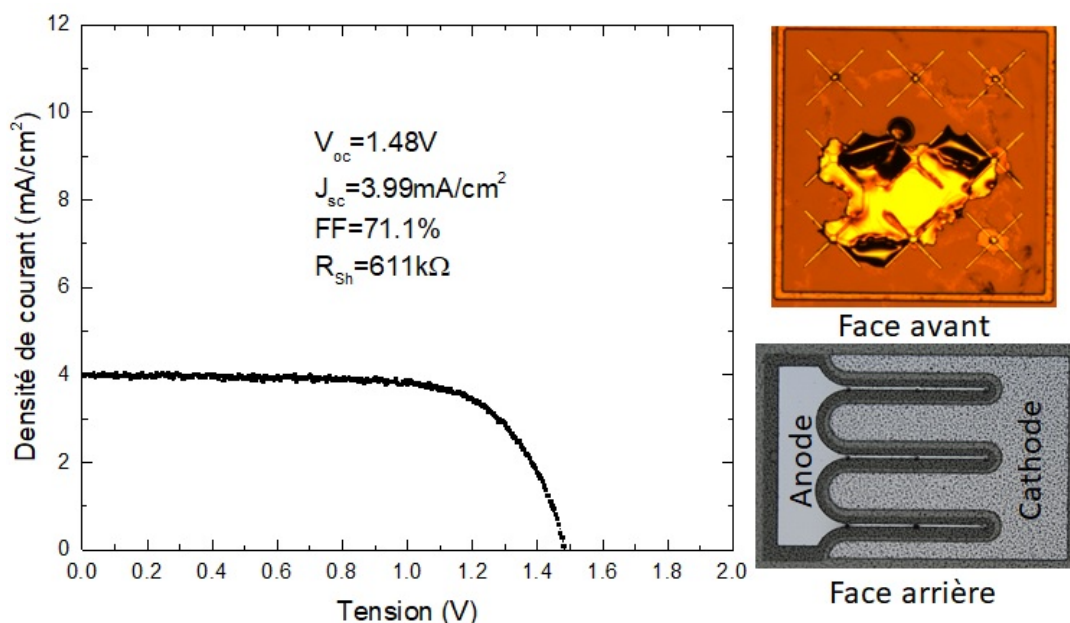 12
10
8
6
4
2
0
0.0 0.2 0.4 0.6 0.8 1.0 1.2 1.4 1.6 1.8 2.0
Densité de courant (mA/cm²)
Tension (V)
V_oc=1.48V
J_sc=3.99mA/cm²
FF=71.1%
R_Sh=611kΩ
Face avant
Anode
Cathode
Face arrière